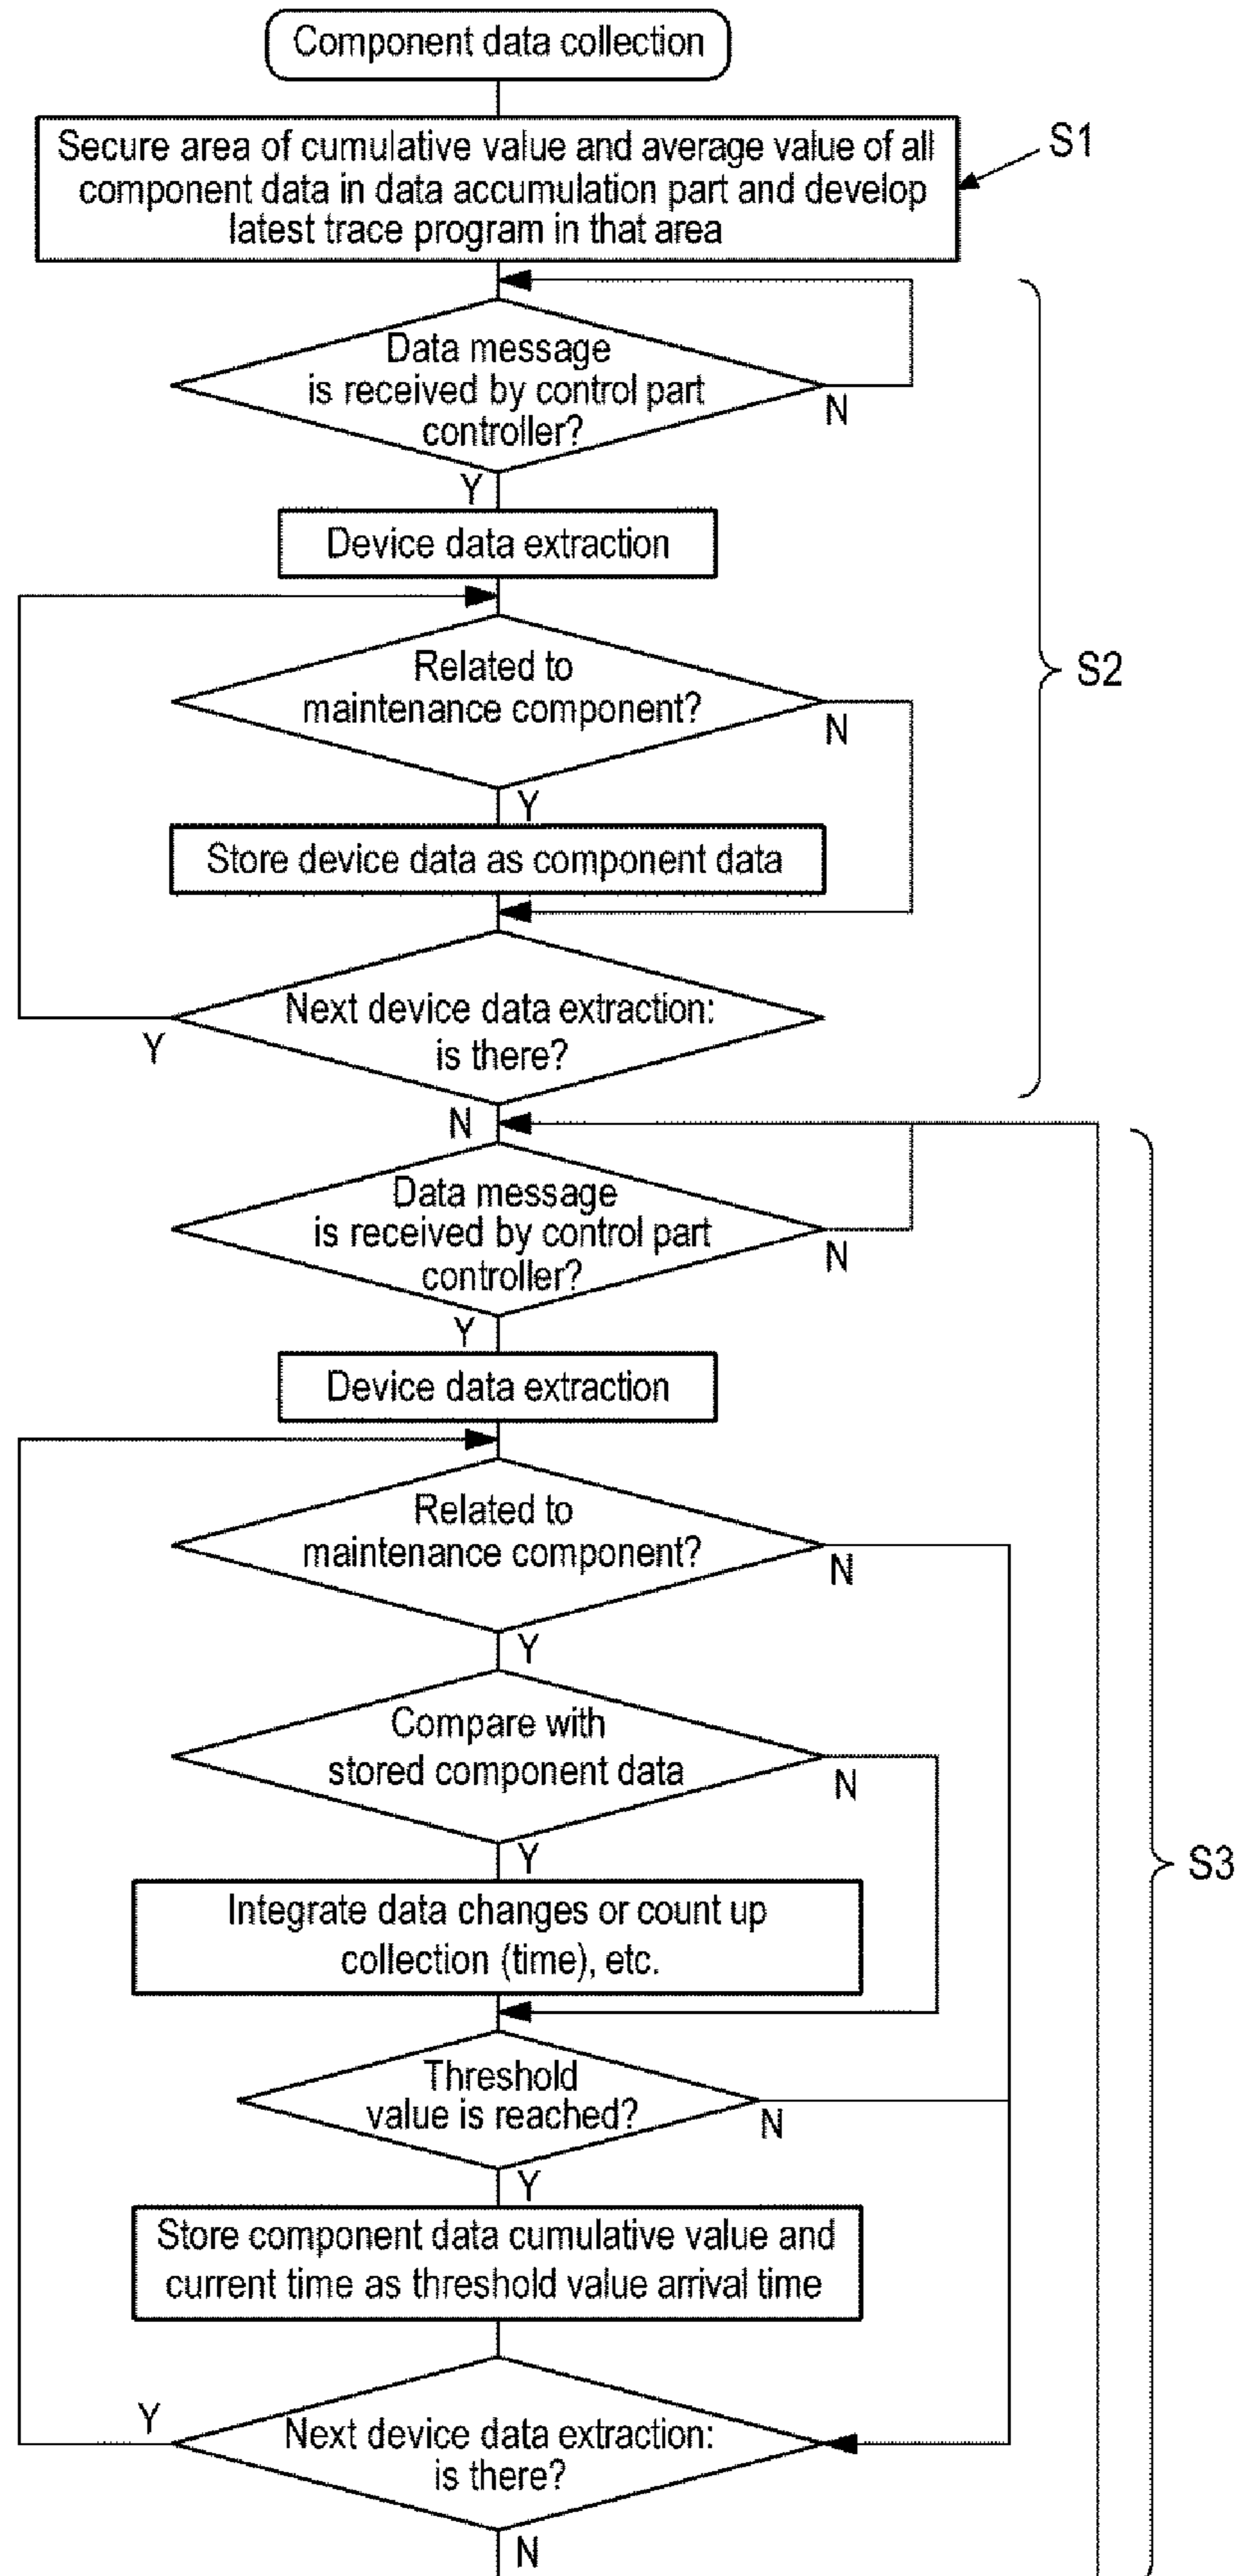 Component data collection
Secure area of cumulative value and average value of all
component data in data accumulation part and develop
latest trace program in that area
S1
Data message
is received by control part
controller?
N
Y
Device data extraction
Related to
maintenance component?
N
S2
Y
Store device data as component data
Next device data extraction:
is there?
Y
N
Data message
is received by control part
controller?
N
Y
Device data extraction
Related to
maintenance component?
N
Y
Compare with
stored component data
N
Y
S3
Integrate data changes or count up
collection (time), etc.
Threshold
value is reached?
N
Y
Store component data cumulative value and
current time as threshold value arrival time
Y
Next device data extraction:
is there?
N